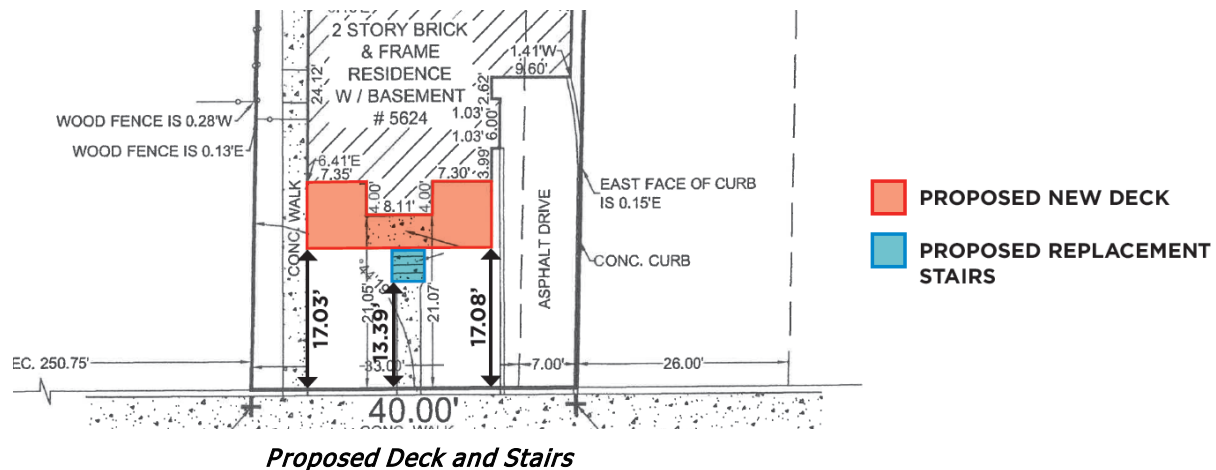 2 STORY BRICK
& FRAME
RESIDENCE
W / BASEMENT
# 5624
24.12'
1.41'W
9.60'
2.62'
1.03'
6.00'
1.03'
3.99'
WOOD FENCE IS 0.28'W
WOOD FENCE IS 0.13'E
6.41'E
7.35'
7.30'
4.00'
4.00'
8.11'
CONC. WALK
EAST FACE OF CURB
IS 0.15'E
CONC. CURB
ASPHALT DRIVE
PROPOSED NEW DECK
PROPOSED REPLACEMENT
STAIRS
17.03'
21.05'
13.39'
21.07'
17.08'
EC. 250.75'
33.00'
7.00'
26.00'
40.00'
CONC. WALK
Proposed Deck and Stairs